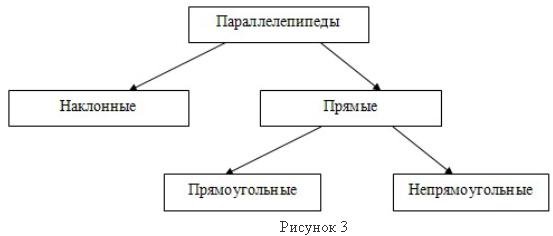 Параллелепипеды
Наклонные
Прямые
Прямоугольные
Непрямоугольные
Рисунок 3